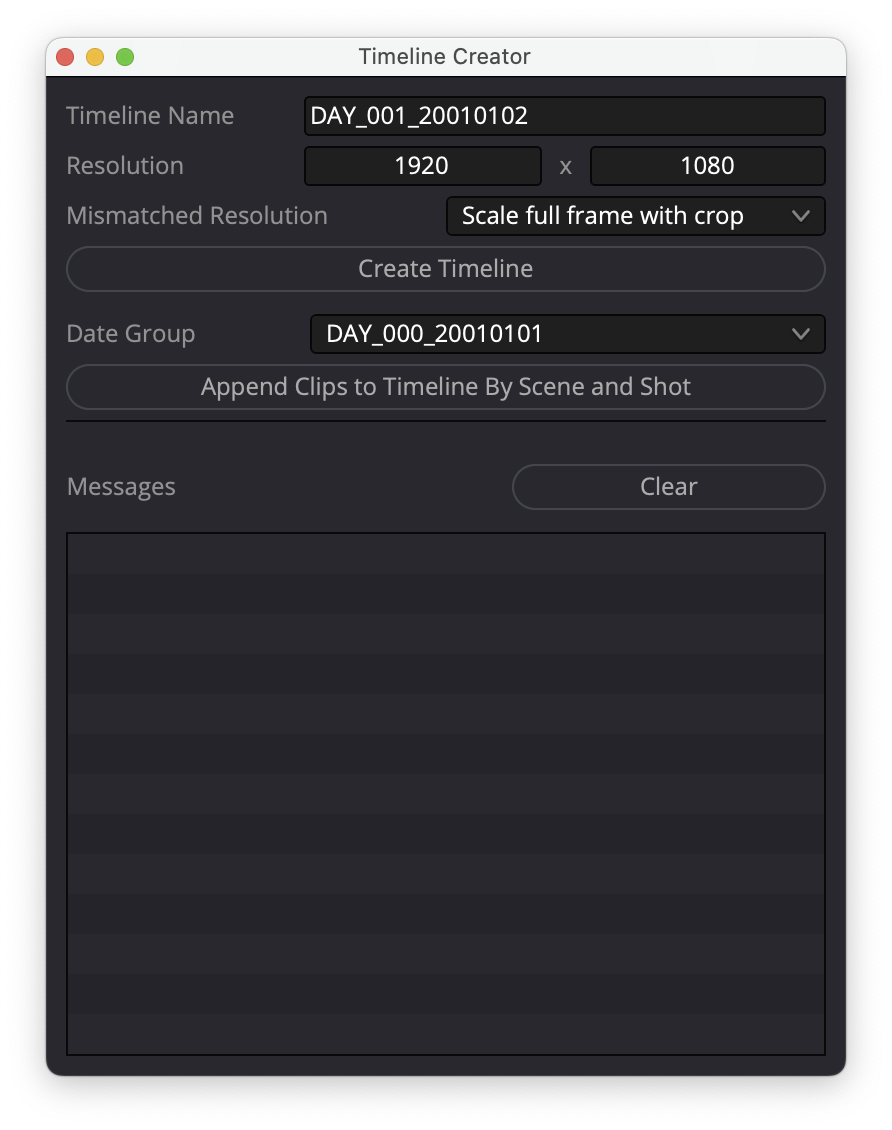 Timeline Creator
Timeline Name DAY_001_20010102
Resolution 1920 x 1080
Mismatched Resolution Scale full frame with crop
Create Timeline
Date Group DAY_000_20010101
Append Clips to Timeline By Scene and Shot
Messages Clear